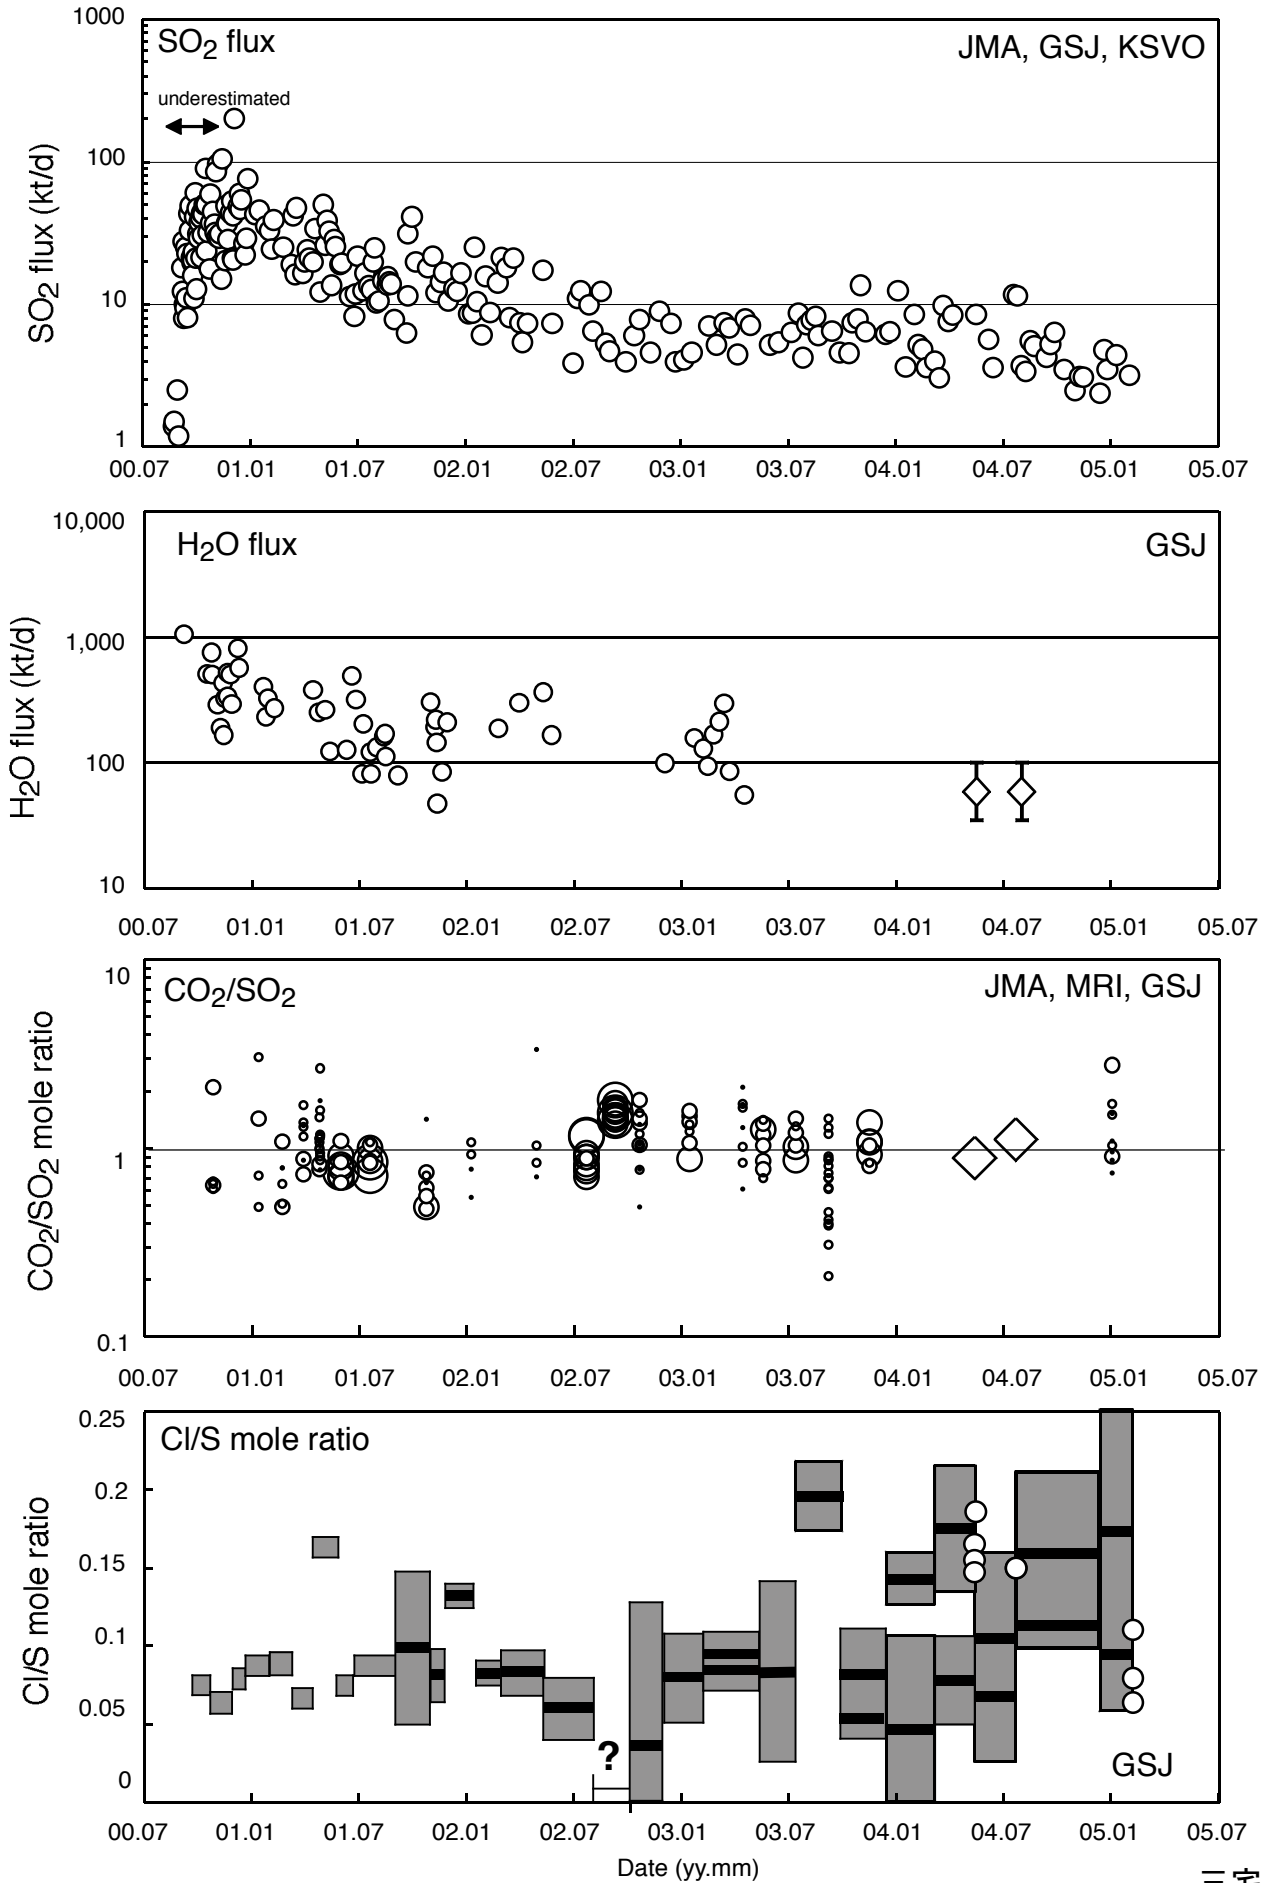 SO2 flux
JMA, GSJ, KSVO
underestimated
SO2 flux (kt/d)
1000
100
10
1
00.07 01.01 01.07 02.01 02.07 03.01 03.07 04.01 04.07 05.01 05.07
H2O flux
GSJ
H2O flux (kt/d)
10,000
1,000
100
10
00.07 01.01 01.07 02.01 02.07 03.01 03.07 04.01 04.07 05.01 05.07
CO2/SO2
JMA, MRI, GSJ
CO2/SO2 mole ratio
10
1
0.1
00.07 01.01 01.07 02.01 02.07 03.01 03.07 04.01 04.07 05.01 05.07
Cl/S mole ratio
Cl/S mole ratio
0.25
0.2
0.15
0.1
0.05
0
?
GSJ
00.07 01.01 01.07 02.01 02.07 03.01 03.07 04.01 04.07 05.01 05.07
Date (yy.mm)